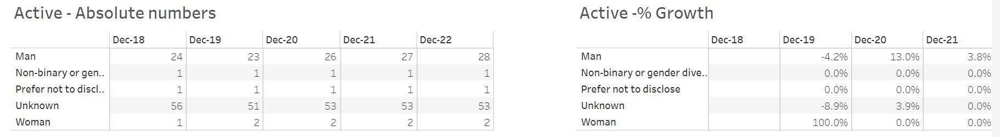 Active - Absolute numbers
Dec-18 Dec-19 Dec-20 Dec-21 Dec-22
Man 24 23 26 27 28
Non-binary or gen.. 1 1 1 1 1
Prefer not to discl.. 1 1 1 1 1
Unknown 56 51 53 53 53
Woman 1 2 2 2 2
Active -% Growth
Dec-18 Dec-19 Dec-20 Dec-21
Man -4.2% 13.0% 3.8%
Non-binary or gender dive.. 0.0% 0.0% 0.0%
Prefer not to disclose 0.0% 0.0% 0.0%
Unknown -8.9% 3.9% 0.0%
Woman 100.0% 0.0% 0.0%